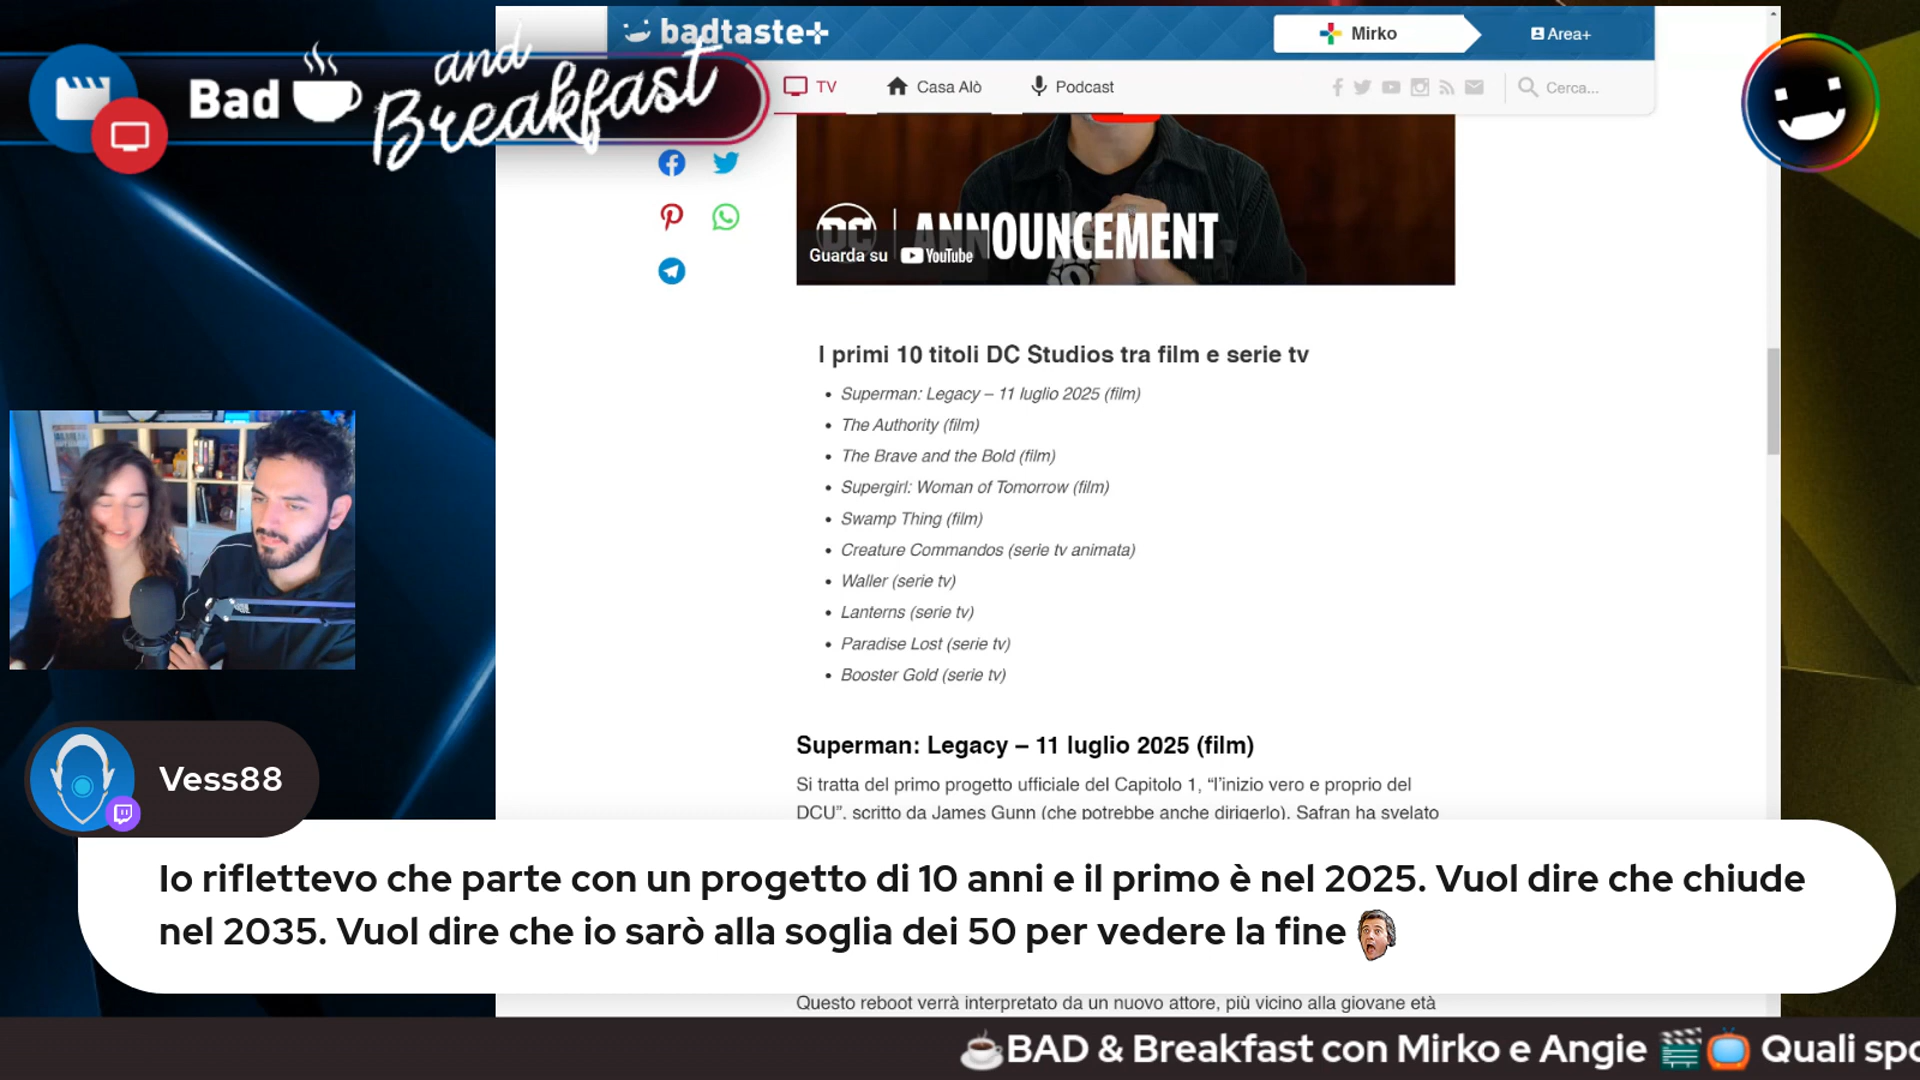 badtaste+
Mirko
Area+
Bad and Breakfast
TV
Casa Alò
Podcast
Cerca...
DC | ANNOUNCEMENT
Guarda su YouTube
I primi 10 titoli DC Studios tra film e serie tv
• Superman: Legacy – 11 luglio 2025 (film)
• The Authority (film)
• The Brave and the Bold (film)
• Supergirl: Woman of Tomorrow (film)
• Swamp Thing (film)
• Creature Commandos (serie tv animata)
• Waller (serie tv)
• Lanterns (serie tv)
• Paradise Lost (serie tv)
• Booster Gold (serie tv)
Superman: Legacy – 11 luglio 2025 (film)
Si tratta del primo progetto ufficiale del Capitolo 1, “l’inizio vero e proprio del
DCU”, scritto da James Gunn (che potrebbe anche dirigerlo). Safran ha svelato
Vess88
Io riflettevo che parte con un progetto di 10 anni e il primo è nel 2025. Vuol dire che chiude
nel 2035. Vuol dire che io sarò alla soglia dei 50 per vedere la fine
Questo reboot verrà interpretato da un nuovo attore, più vicino alla giovane età
☕BAD & Breakfast con Mirko e Angie 🎬📺 Quali spo